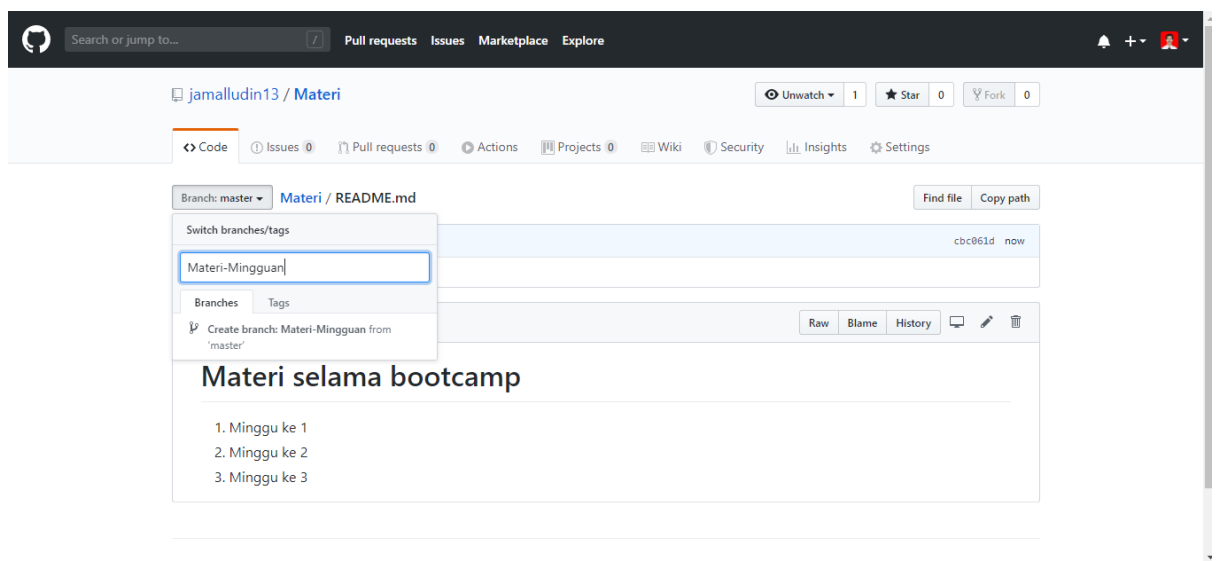 Search or jump to... / Pull requests Issues Marketplace Explore
jamalludin13 / Materi Unwatch 1 Star 0 Fork 0
Code Issues 0 Pull requests 0 Actions Projects 0 Wiki Security Insights Settings
Branch: master Materi / README.md Find file Copy path
Switch branches/tags
cbc061d now
Materi-Mingguan
Branches Tags
Raw Blame History
Create branch: Materi-Mingguan from
'master'
Materi selama bootcamp
1. Minggu ke 1
2. Minggu ke 2
3. Minggu ke 3